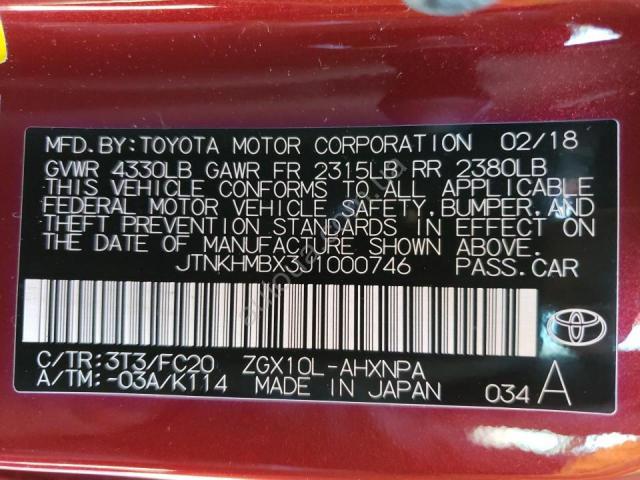 MFD.BY:TOYOTA MOTOR CORPORATION 02/18
GVWR 4330LB GAWR FR 2315LB RR 2380LB
THIS VEHICLE CONFORMS TO ALL APPLICABLE
FEDERAL MOTOR VEHICLE SAFETY,BUMPER,AND
THEFT PREVENTION STANDARDS IN EFFECT ON
THE DATE OF MANUFACTURE SHOWN ABOVE.
JTNKHMBX3J1000746 PASS.CAR
C/TR:3T3/FC20 ZGX10L-AHXNPA
A/TM:-03A/K114 MADE IN JAPAN 034 A